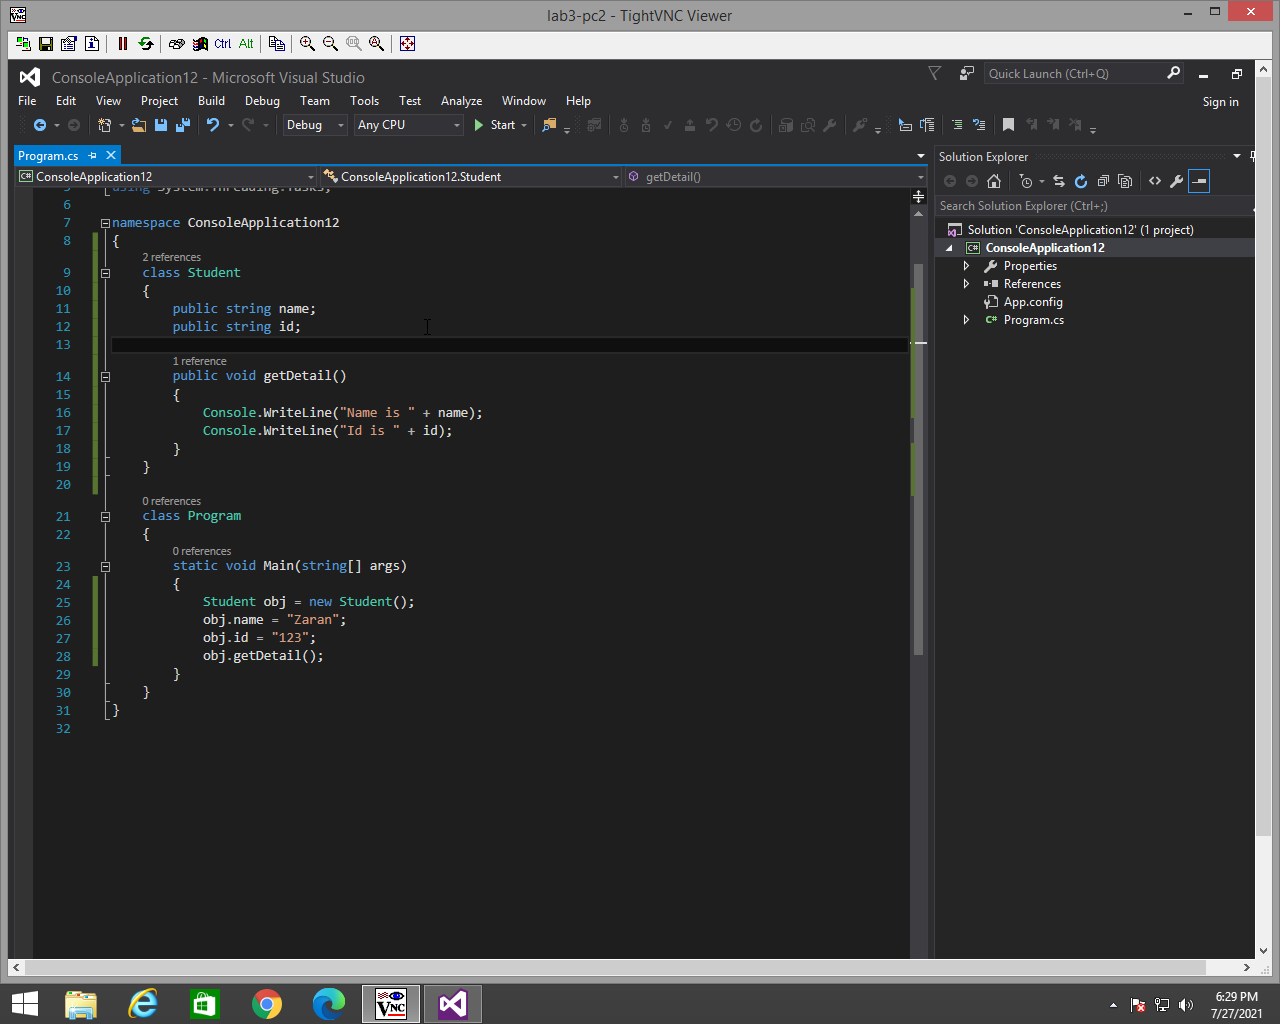 lab3-pc2 - TightVNC Viewer
Ctrl Alt
ConsoleApplication12 - Microsoft Visual Studio
Quick Launch (Ctrl+Q)
File Edit View Project Build Debug Team Tools Test Analyze Window Help
Sign in
Debug Any CPU Start
Program.cs
ConsoleApplication12 ConsoleApplication12.Student getDetail()
5 using System.Threading.Tasks;
6
7 namespace ConsoleApplication12
8 {
2 references
9 class Student
10 {
11 public string name;
12 public string id;
13
1 reference
14 public void getDetail()
15 {
16 Console.WriteLine("Name is " + name);
17 Console.WriteLine("Id is " + id);
18 }
19 }
20
0 references
21 class Program
22 {
0 references
23 static void Main(string[] args)
24 {
25 Student obj = new Student();
26 obj.name = "Zaran";
27 obj.id = "123";
28 obj.getDetail();
29 }
30 }
31 }
32
Solution Explorer
Search Solution Explorer (Ctrl+;)
Solution 'ConsoleApplication12' (1 project)
C# ConsoleApplication12
Properties
References
App.config
C# Program.cs
VNC
6:29 PM
7/27/2021